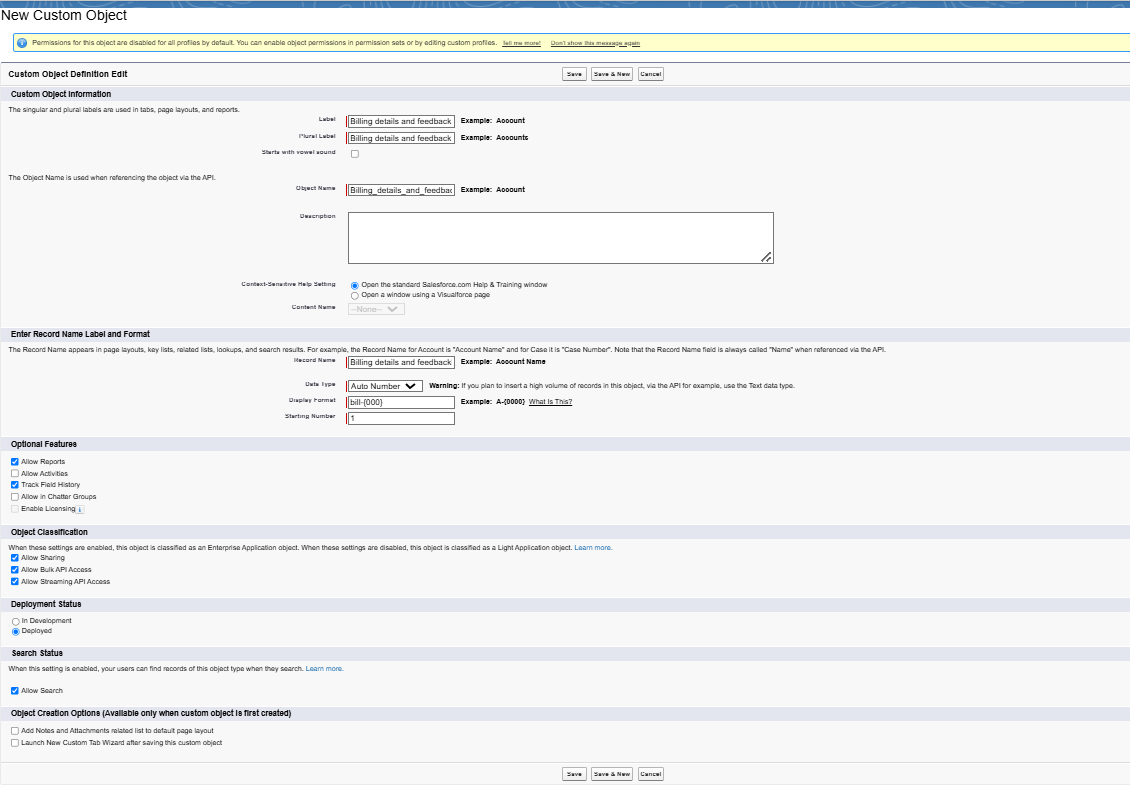 New Custom Object
Permissions for this object are disabled for all profiles by default. You can enable object permissions in permission sets or by editing custom profiles. Tell me more! Don't show this message again
Custom Object Definition Edit Save Save & New Cancel
Custom Object Information
The singular and plural labels are used in tabs, page layouts, and reports.
Label Billing details and feedback Example: Account
Plural Label Billing details and feedback Example: Accounts
Starts with vowel sound
The Object Name is used when referencing the object via the API.
Object Name Billing_details_and_feedbac Example: Account
Description
Context-Sensitive Help Setting Open the standard Salesforce.com Help & Training window
Open a window using a Visualforce page
Content Name --None--
Enter Record Name Label and Format
The Record Name appears in page layouts, key lists, related lists, lookups, and search results. For example, the Record Name for Account is "Account Name" and for Case it is "Case Number". Note that the Record Name field is always called "Name" when referenced via the API.
Record Name Billing details and feedback Example: Account Name
Data Type Auto Number Warning: If you plan to insert a high volume of records in this object, via the API for example, use the Text data type.
Display Format bill-{000} Example: A-{0000} What Is This?
Starting Number 1
Optional Features
Allow Reports
Allow Activities
Track Field History
Allow in Chatter Groups
Enable Licensing i
Object Classification
When these settings are enabled, this object is classified as an Enterprise Application object. When these settings are disabled, this object is classified as a Light Application object. Learn more.
Allow Sharing
Allow Bulk API Access
Allow Streaming API Access
Deployment Status
In Development
Deployed
Search Status
When this setting is enabled, your users can find records of this object type when they search. Learn more.
Allow Search
Object Creation Options (Available only when custom object is first created)
Add Notes and Attachments related list to default page layout
Launch New Custom Tab Wizard after saving this custom object
Save Save & New Cancel